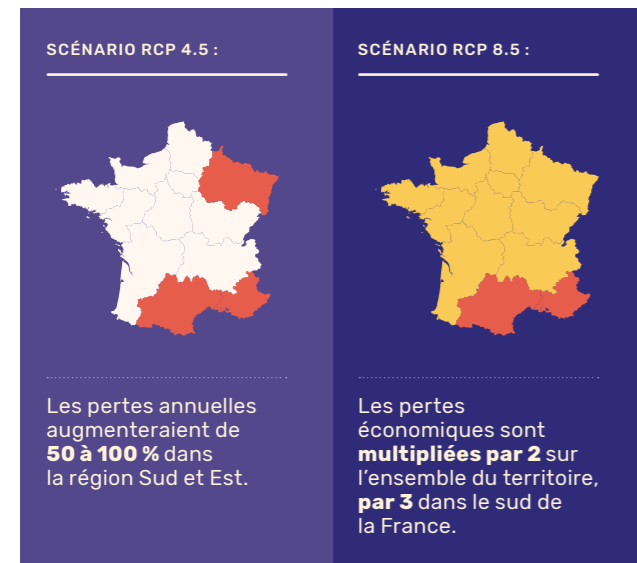 SCÉNARIO RCP 4.5 :
Les pertes annuelles
augmenteraient de
50 à 100 % dans
la région Sud et Est.
SCÉNARIO RCP 8.5 :
Les pertes
économiques sont
multipliées par 2 sur
l’ensemble du territoire,
par 3 dans le sud de
la France.